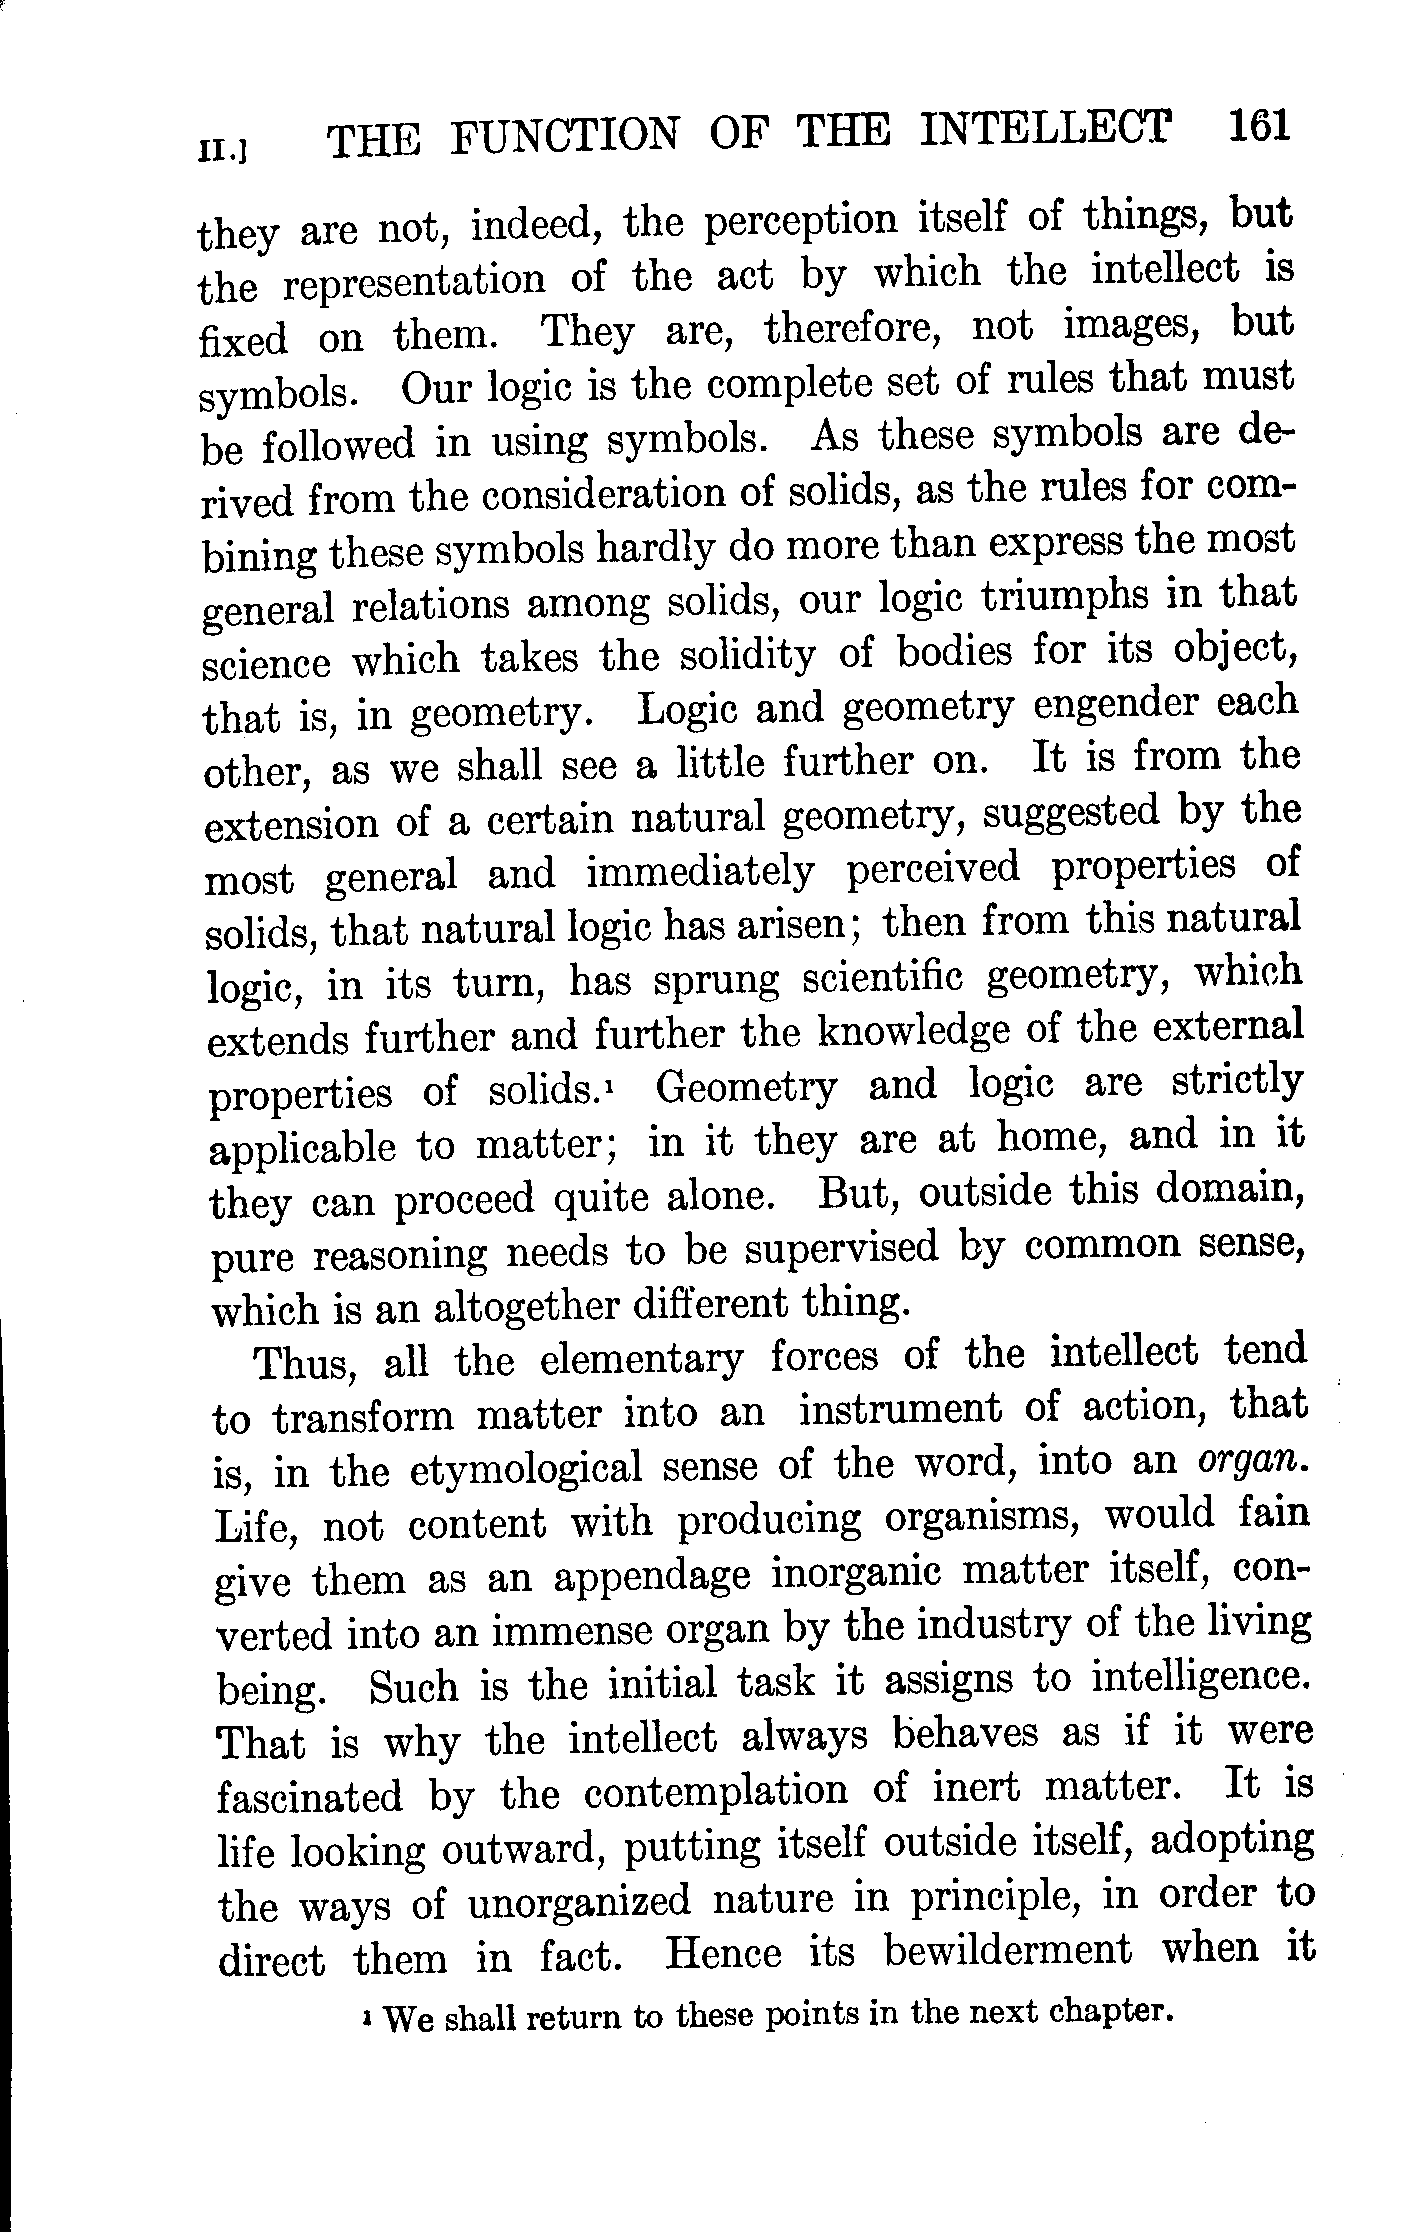 II.] THE FUNCTION OF THE INTELLECT 161
they are not, indeed, the perception itself of things, but
the representation of the act by which the intellect is
fixed on them. They are, therefore, not images, but
symbols. Our logic is the complete set of rules that must
be followed in using symbols. As these symbols are de-
rived from the consideration of solids, as the rules for com-
bining these symbols hardly do more than express the most
general relations among solids, our logic triumphs in that
science which takes the solidity of bodies for its object,
that is, in geometry. Logic and geometry engender each
other, as we shall see a little further on. It is from the
extension of a certain natural geometry, suggested by the
most general and immediately perceived properties of
solids, that natural logic has arisen; then from this natural
logic, in its turn, has sprung scientific geometry, which
extends further and further the knowledge of the external
properties of solids.¹ Geometry and logic are strictly
applicable to matter; in it they are at home, and in it
they can proceed quite alone. But, outside this domain,
pure reasoning needs to be supervised by common sense,
which is an altogether different thing.
Thus, all the elementary forces of the intellect tend
to transform matter into an instrument of action, that
is, in the etymological sense of the word, into an organ.
Life, not content with producing organisms, would fain
give them as an appendage inorganic matter itself, con-
verted into an immense organ by the industry of the living
being. Such is the initial task it assigns to intelligence.
That is why the intellect always behaves as if it were
fascinated by the contemplation of inert matter. It is
life looking outward, putting itself outside itself, adopting
the ways of unorganized nature in principle, in order to
direct them in fact. Hence its bewilderment when it
¹ We shall return to these points in the next chapter.